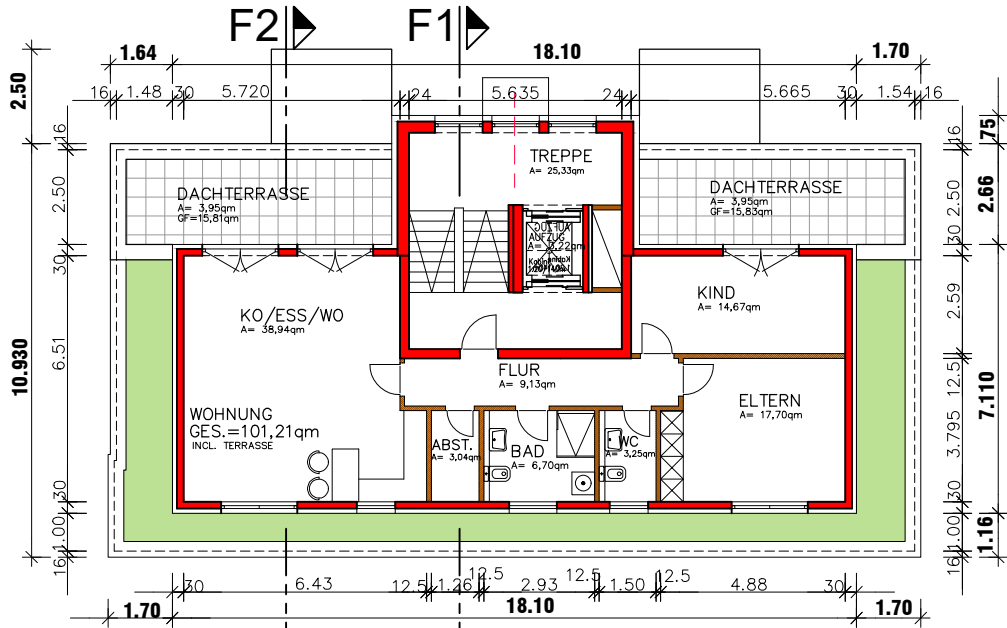 F2
F1
1.64
18.10
1.70
16
1.48
30
5.720
24
5.635
24
5.665
30
1.54
16
2.50
10.930
16
2.50
30
6.51
30
1.00
16
.75
2.66
7.110
1.16
16
2.50
30
2.59
12.5
3.795
30
1.00
16
TREPPE
A= 25,33qm
DACHTERRASSE
A= 3,95qm
GF=15,81qm
DACHTERRASSE
A= 3,95qm
GF=15,83qm
AUFZUG
KO/ESS/WO
A= 38,94qm
KIND
A= 14,67qm
FLUR
A= 9,13qm
ELTERN
A= 17,70qm
WOHNUNG
GES.=101,21qm
INCL. TERRASSE
ABST.
A= 3,04qm
BAD
A= 6,70qm
WC
A= 3,25qm
30
6.43
12.5
1.26
12.5
2.93
12.5
1.50
12.5
4.88
30
1.70
18.10
1.70